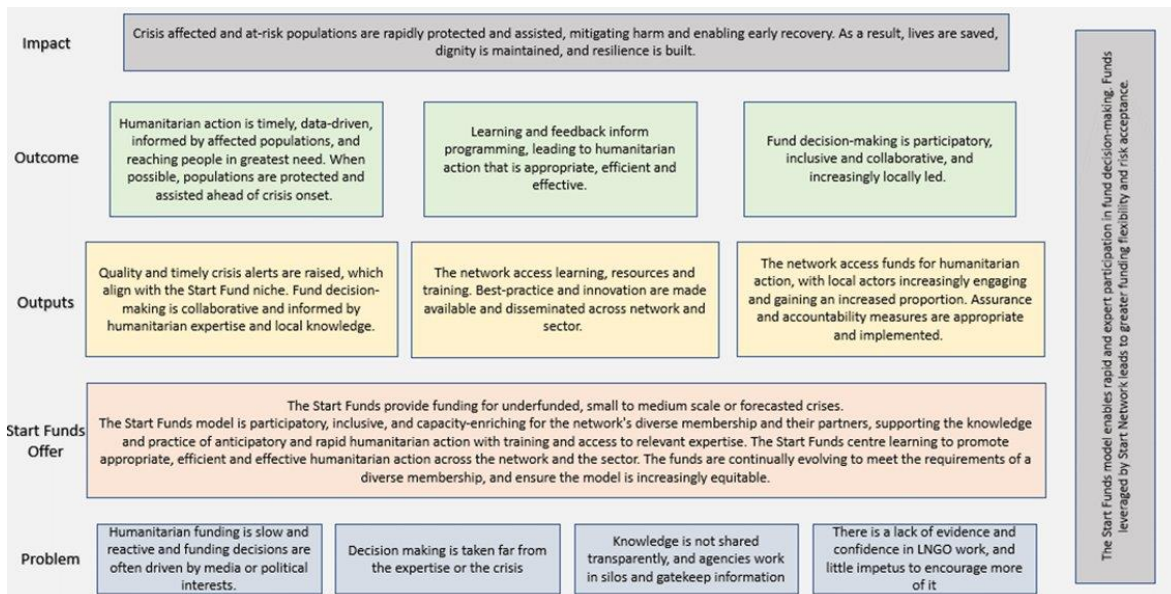 Impact
Crisis affected and at-risk populations are rapidly protected and assisted, mitigating harm and enabling early recovery. As a result, lives are saved,
dignity is maintained, and resilience is built.
Outcome
Humanitarian action is timely, data-driven,
informed by affected populations, and
reaching people in greatest need. When
possible, populations are protected and
assisted ahead of crisis onset.
Learning and feedback inform
programming, leading to humanitarian
action that is appropriate, efficient and
effective.
Fund decision-making is participatory,
inclusive and collaborative, and
increasingly locally led.
Outputs
Quality and timely crisis alerts are raised, which
align with the Start Fund niche. Fund decision-
making is collaborative and informed by
humanitarian expertise and local knowledge.
The network access learning, resources and
training. Best-practice and innovation are made
available and disseminated across network and
sector.
The network access funds for humanitarian
action, with local actors increasingly engaging
and gaining an increased proportion. Assurance
and accountability measures are appropriate
and implemented.
Start Funds
Offer
The Start Funds provide funding for underfunded, small to medium scale or forecasted crises.
The Start Funds model is participatory, inclusive, and capacity-enriching for the network's diverse membership and their partners, supporting the knowledge
and practice of anticipatory and rapid humanitarian action with training and access to relevant expertise. The Start Funds centre learning to promote
appropriate, efficient and effective humanitarian action across the network and the sector. The funds are continually evolving to meet the requirements of a
diverse membership, and ensure the model is increasingly equitable.
Problem
Humanitarian funding is slow and
reactive and funding decisions are
often driven by media or political
interests.
Decision making is taken far from
the expertise or the crisis
Knowledge is not shared
transparently, and agencies work
in silos and gatekeep information
There is a lack of evidence and
confidence in LNGO work, and
little impetus to encourage more
of it
The Start Funds model enables rapid and expert participation in fund decision-making. Funds
leveraged by Start Network leads to greater funding flexibility and risk acceptance.